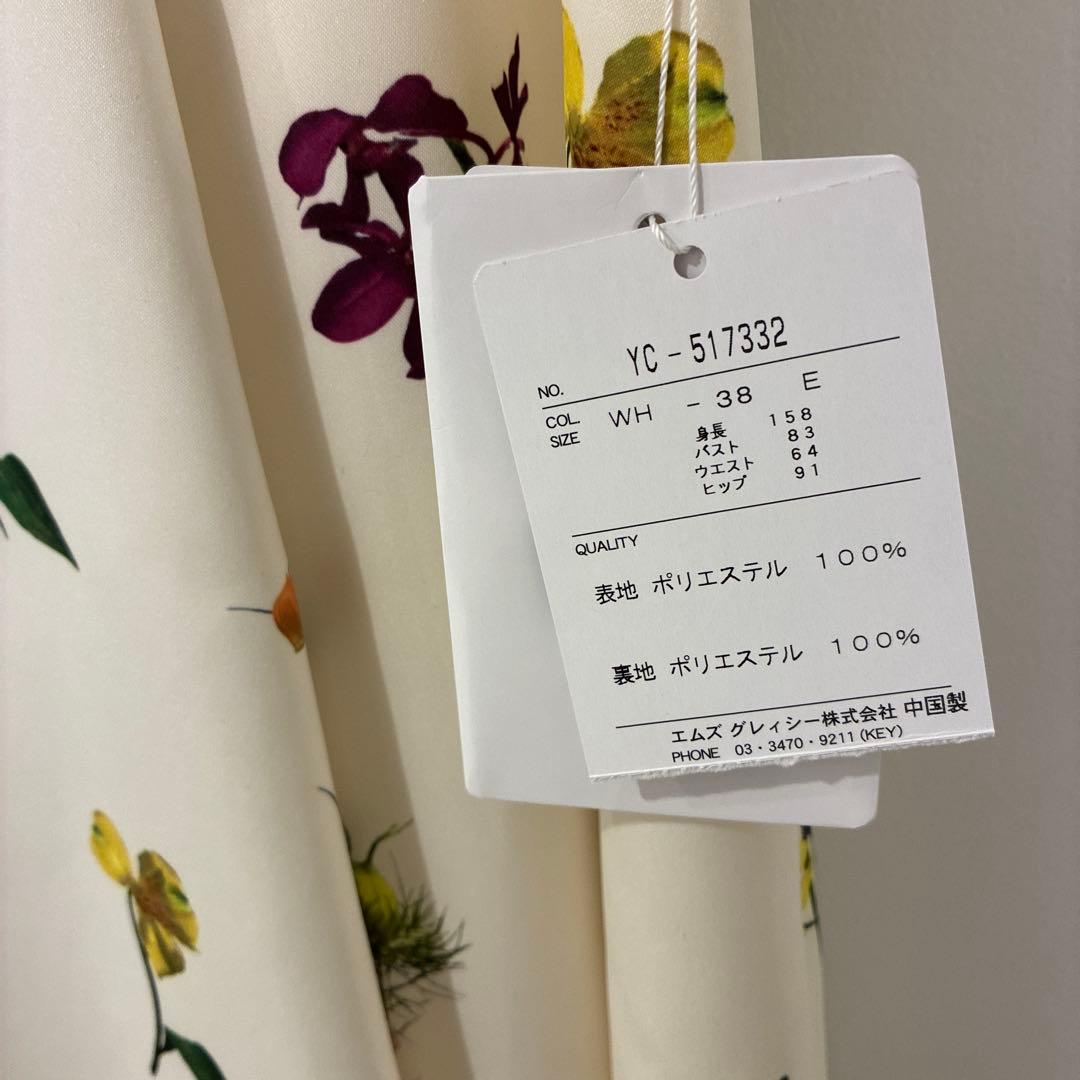 NO. YC-517332
COL. WH - 38 E
SIZE
身長 158
バスト 83
ウエスト 64
ヒップ 91
QUALITY
表地 ポリエステル 100%
裏地 ポリエステル 100%
エムズ グレィシー株式会社 中国製
PHONE 03・3470・9211(KEY)